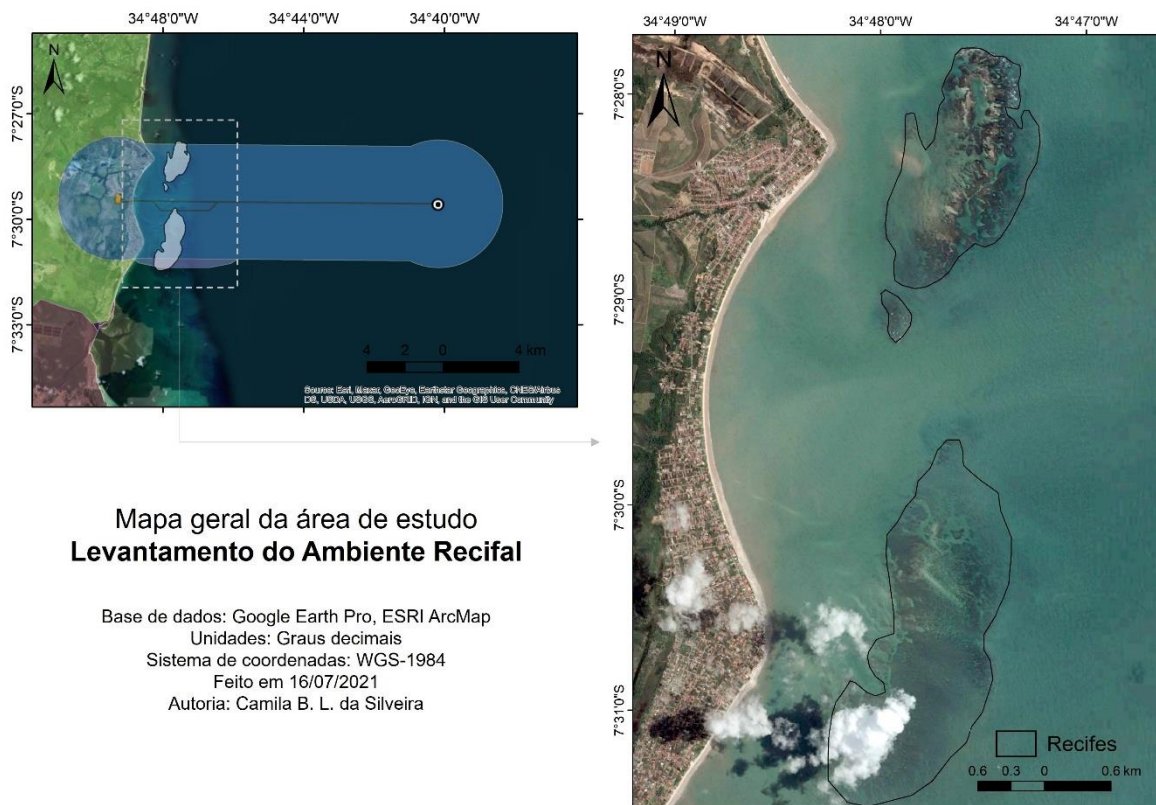 34°48'0"W
34°44'0"W
34°40'0"W
N
7°27'0"S
7°30'0"S
7°33'0"S
4 2 0 4 km
Source: Esri, Maxar, GeoEye, Earthstar Geographics, CNES/Airbus
DS, USDA, USGS, AeroGRID, IGN, and the GIS User Community
Mapa geral da área de estudo
Levantamento do Ambiente Recifal
Base de dados: Google Earth Pro, ESRI ArcMap
Unidades: Graus decimais
Sistema de coordenadas: WGS-1984
Feito em 16/07/2021
Autoria: Camila B. L. da Silveira
34°49'0"W
34°48'0"W
34°47'0"W
N
7°28'0"S
7°29'0"S
7°30'0"S
7°31'0"S
Recifes
0.6 0.3 0 0.6 km